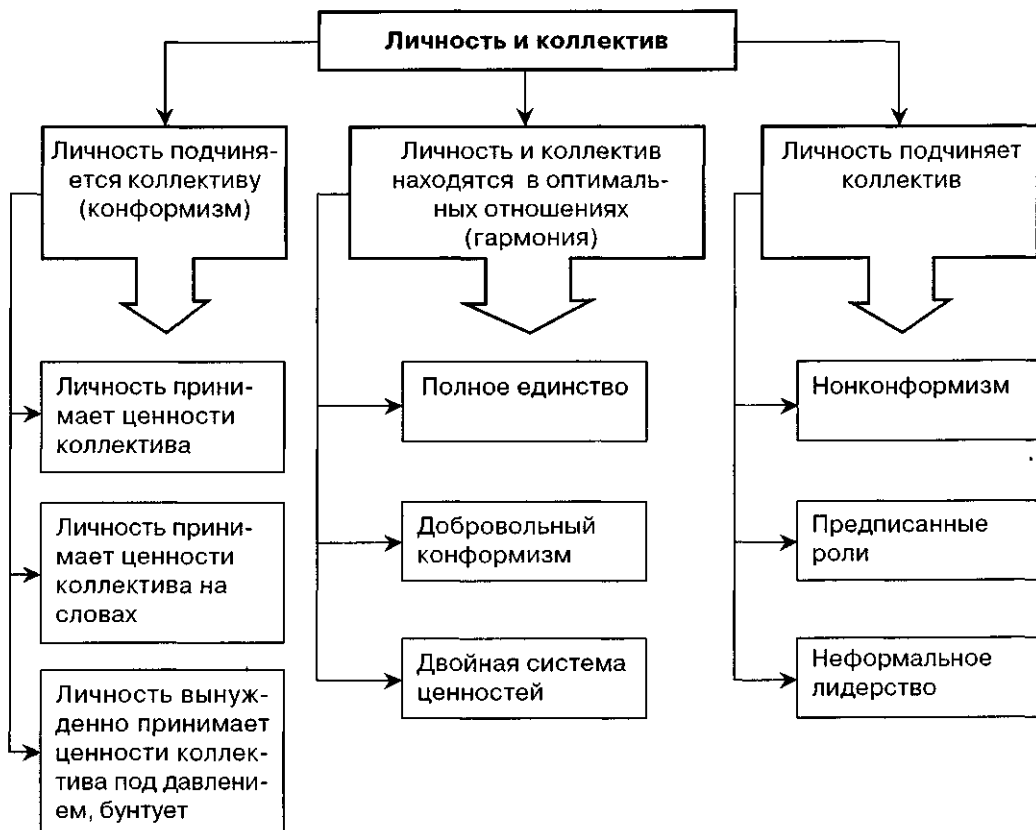 Личность и коллектив
Личность подчиня-
ется коллективу
(конформизм)
Личность и коллектив
находятся в оптималь-
ных отношениях
(гармония)
Личность подчиняет
коллектив
Личность прини-
мает ценности
коллектива
Личность прини-
мает ценности
коллектива на
словах
Личность вынуж-
денно принимает
ценности коллек-
тива под давлени-
ем, бунтует
Полное единство
Добровольный
конформизм
Двойная система
ценностей
Нонконформизм
Предписанные
роли
Неформальное
лидерство